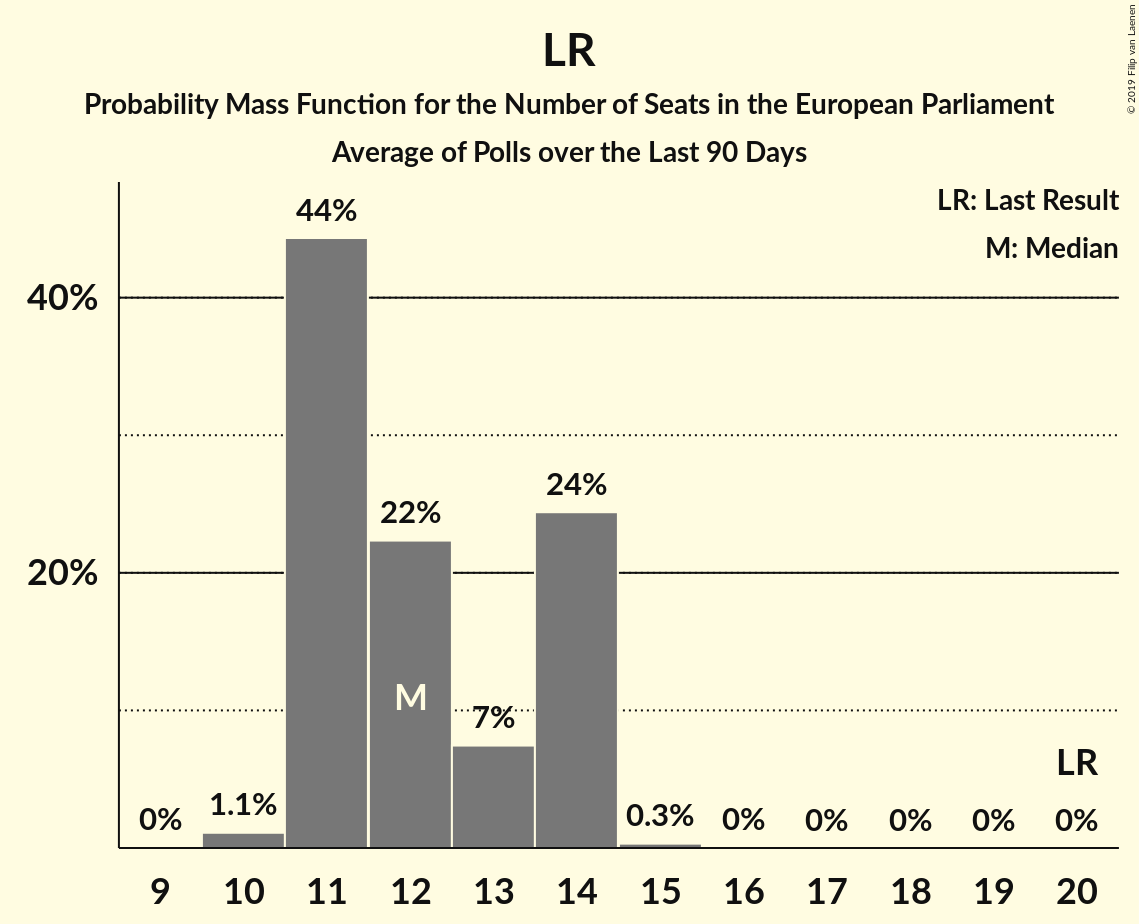 LR
Probability Mass Function for the Number of Seats in the European Parliament
Average of Polls over the Last 90 Days
© 2019 Filip van Laenen
LR: Last Result
M: Median
44%
40%
24%
22%
20%
M
7%
LR
0%
1.1%
0.3%
0%
0%
0%
0%
0%
9 10 11 12 13 14 15 16 17 18 19 20